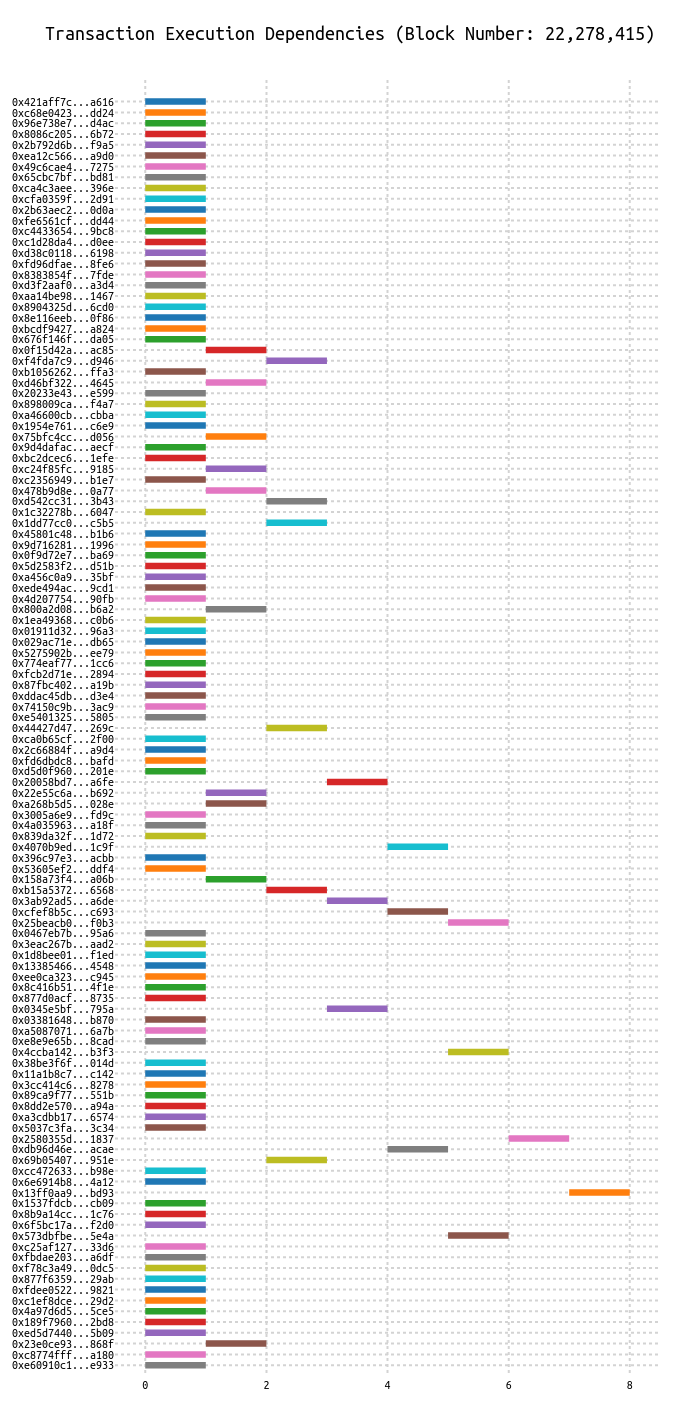 Transaction Execution Dependencies (Block Number: 22,278,415)
0x421aff7c...a616
0xc68e0423...dd24
0x96e738e7...d4ac
0x8086c205...6b72
0x2b792d6b...f9a5
0xea12c566...a9d0
0x49c6cae4...7275
0x65cbc7bf...bd81
0xca4c3aee...396e
0xcfa0359f...2d91
0x2b63aec2...0d0a
0xfe6561cf...dd44
0xc4433654...9bc8
0xc1d28da4...d0ee
0xd38c0118...6198
0xfd96dfae...8fe6
0x8383854f...7fde
0xd3f2aaf0...a3d4
0xaa14be98...1467
0x8904325d...6cd0
0x8e116eeb...0f86
0xbcdf9427...a824
0x676f146f...da05
0x0f15d42a...ac85
0xf4fda7c9...d946
0xb1056262...ffa3
0xd46bf322...4645
0x20233e43...e599
0x898009ca...f4a7
0xa46600cb...cbba
0x1954e761...c6e9
0x75bfc4cc...d056
0x9d4dafac...aecf
0xbc2dcec6...1efe
0xc24f85fc...9185
0xc2356949...b1e7
0x478b9d8e...0a77
0xd542cc31...3b43
0x1c32278b...6047
0x1dd77cc0...c5b5
0x45801c48...b1b6
0x9d716281...1996
0x0f9d72e7...ba69
0x5d2583f2...d51b
0xa456c0a9...35bf
0xede494ac...9cd1
0x4d207754...90fb
0x800a2d08...b6a2
0x1ea49368...c0b6
0x01911d32...96a3
0x029ac71e...db65
0x5275902b...ee79
0x774eaf77...1cc6
0xfcb2d71e...2894
0x87fbc402...a19b
0xddac45db...d3e4
0x74150c9b...3ac9
0xe5401325...5805
0x44427d47...269c
0xca0b65cf...2f00
0x2c66884f...a9d4
0xfd6dbdc8...bafd
0xd5d0f960...201e
0x20058bd7...a6fe
0x22e55c6a...b692
0xa268b5d5...028e
0x3005a6e9...fd9c
0x4a035963...a18f
0x839da32f...1d72
0x4070b9ed...1c9f
0x396c97e3...acbb
0x53605ef2...ddf4
0x158a73f4...a06b
0xb15a5372...6568
0x3ab92ad5...a6de
0xcfef8b5c...c693
0x25beacb0...f0b3
0x0467eb7b...95a6
0x3eac267b...aad2
0x1d8bee01...f1ed
0x13385466...4548
0xee0ca323...c945
0x8c416b51...4f1e
0x877d0acf...8735
0x0345e5bf...795a
0x03381648...b870
0xa5087071...6a7b
0xe8e9e65b...8cad
0x4ccba142...b3f3
0x38be3f6f...014d
0x11a1b8c7...c142
0x3cc414c6...8278
0x89ca9f77...551b
0x8dd2e570...a94a
0xa3cdbb17...6574
0x5037c3fa...3c34
0x2580355d...1837
0xdb96d46e...acae
0x69b05407...951e
0xcc472633...b98e
0x6e6914b8...4a12
0x13ff0aa9...bd93
0x1537fdcb...cb09
0x8b9a14cc...1c76
0x6f5bc17a...f2d0
0x573dbfbe...5e4a
0xc25af127...33d6
0xfbdae203...a6df
0xf78c3a49...0dc5
0x877f6359...29ab
0xfdee0522...9821
0xc1ef8dce...29d2
0x4a97d6d5...5ce5
0x189f7960...2bd8
0xed5d7440...5b09
0x23e0ce93...868f
0xc8774fff...a180
0xe60910c1...e933
0 2 4 6 8